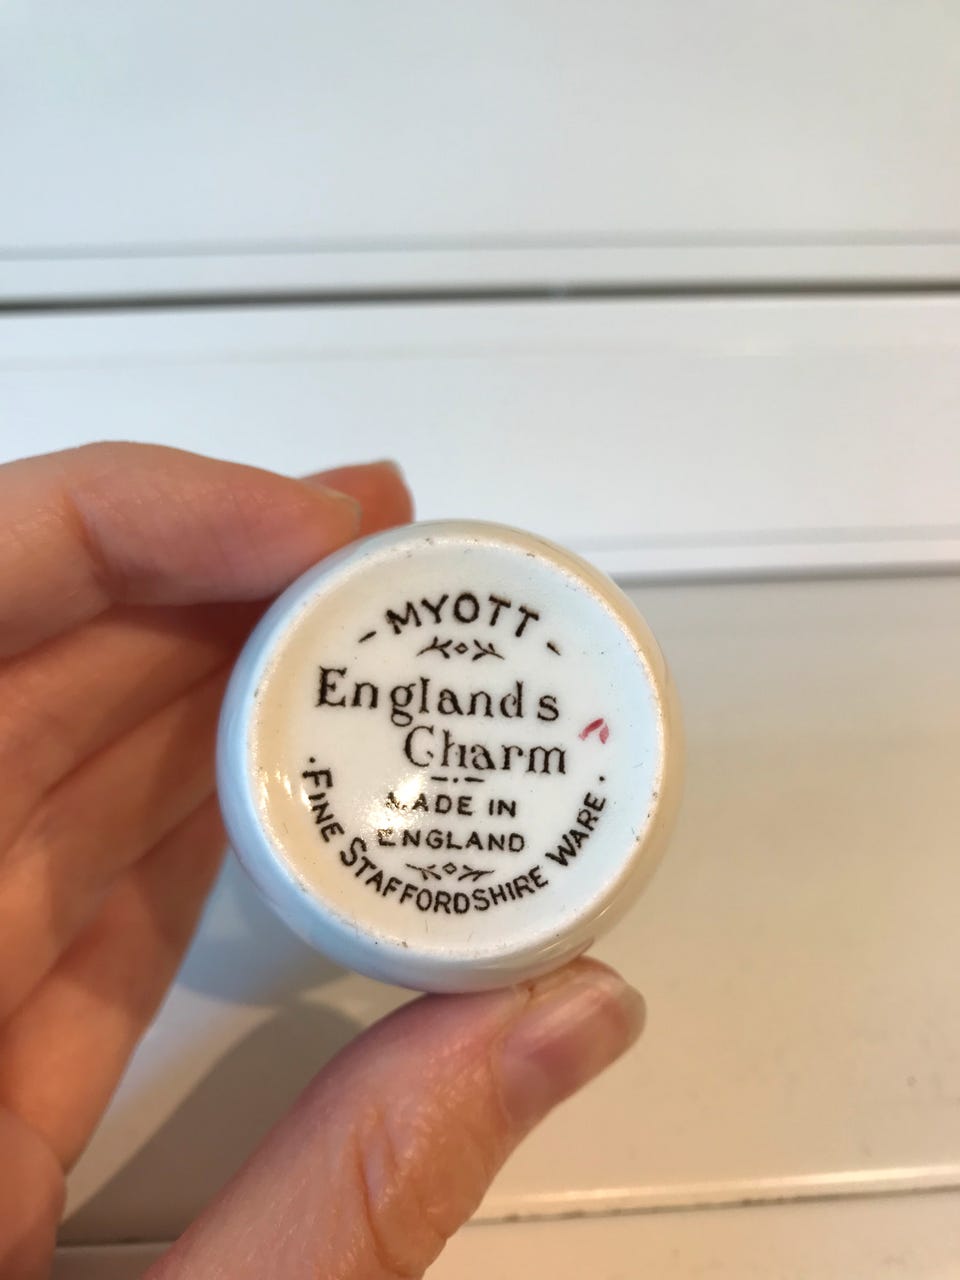 - MYOTT -
Englands
Charm
MADE IN
ENGLAND
·FINE STAFFORDSHIRE WARE·